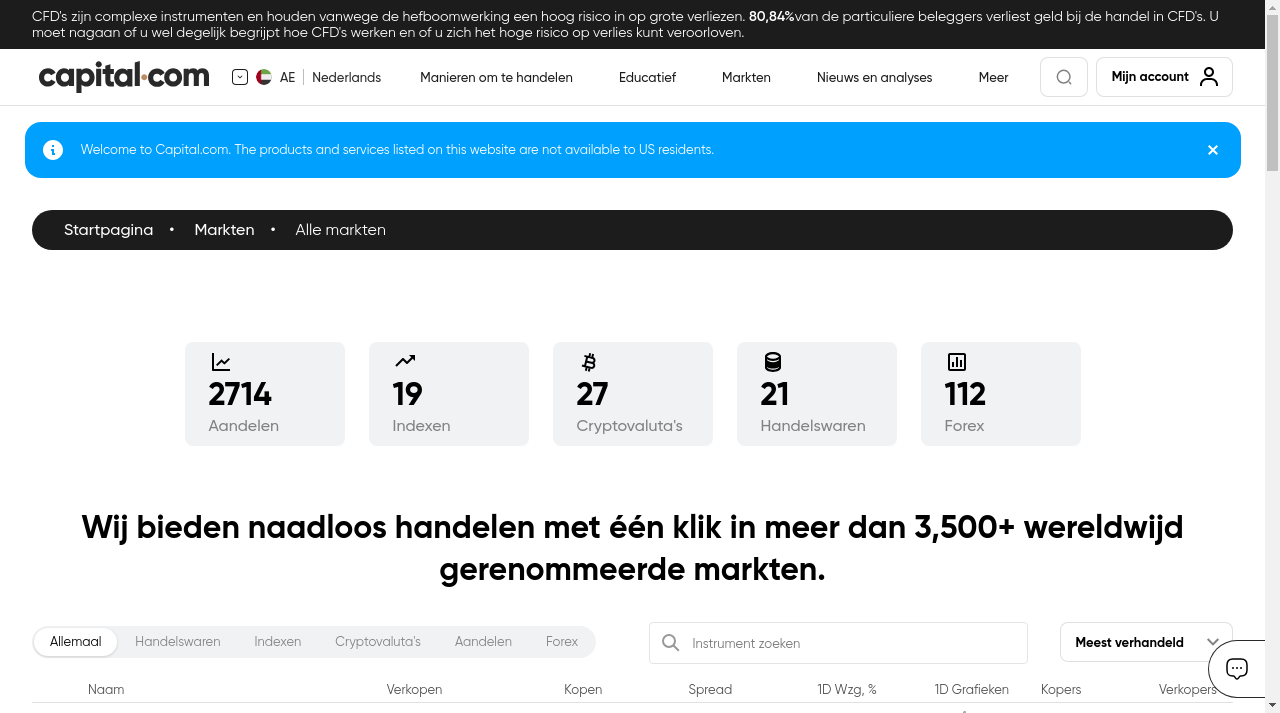 CFD's zijn complexe instrumenten en houden vanwege de hefboomwerking een hoog risico in op grote verliezen. 80,84%van de particuliere beleggers verliest geld bij de handel in CFD's. U
moet nagaan of u wel degelijk begrijpt hoe CFD's werken en of u zich het hoge risico op verlies kunt veroorloven.
capital.com AE Nederlands Manieren om te handelen Educatief Markten Nieuws en analyses Meer Mijn account
Welcome to Capital.com. The products and services listed on this website are not available to US residents.
Startpagina • Markten • Alle markten
2714 19 27 21 112
Aandelen Indexen Cryptovaluta's Handelswaren Forex
Wij bieden naadloos handelen met één klik in meer dan 3,500+ wereldwijd
gerenommeerde markten.
Allemaal Handelswaren Indexen Cryptovaluta's Aandelen Forex Instrument zoeken Meest verhandeld
Naam Verkopen Kopen Spread 1D Wzg, % 1D Grafieken Kopers Verkopers